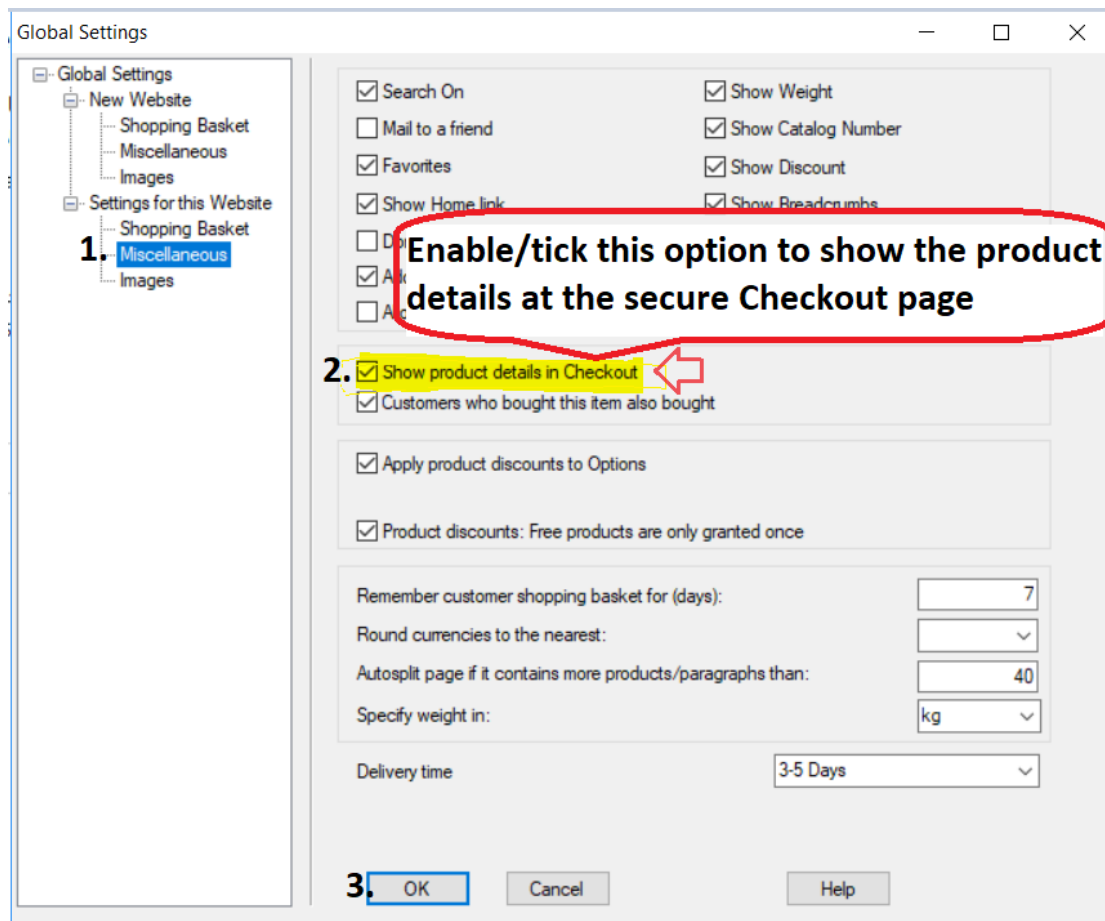 Global Settings
Global Settings
New Website
Shopping Basket
Miscellaneous
Images
Settings for this Website
Shopping Basket
1. Miscellaneous
Images
Search On
Show Weight
Mail to a friend
Show Catalog Number
Favorites
Show Discount
Show Home link
Show Breadcrumbs
Enable/tick this option to show the product
details at the secure Checkout page
2. Show product details in Checkout
Customers who bought this item also bought
Apply product discounts to Options
Product discounts: Free products are only granted once
Remember customer shopping basket for (days): 7
Round currencies to the nearest:
Autosplit page if it contains more products/paragraphs than: 40
Specify weight in: kg
Delivery time 3-5 Days
3. OK Cancel Help